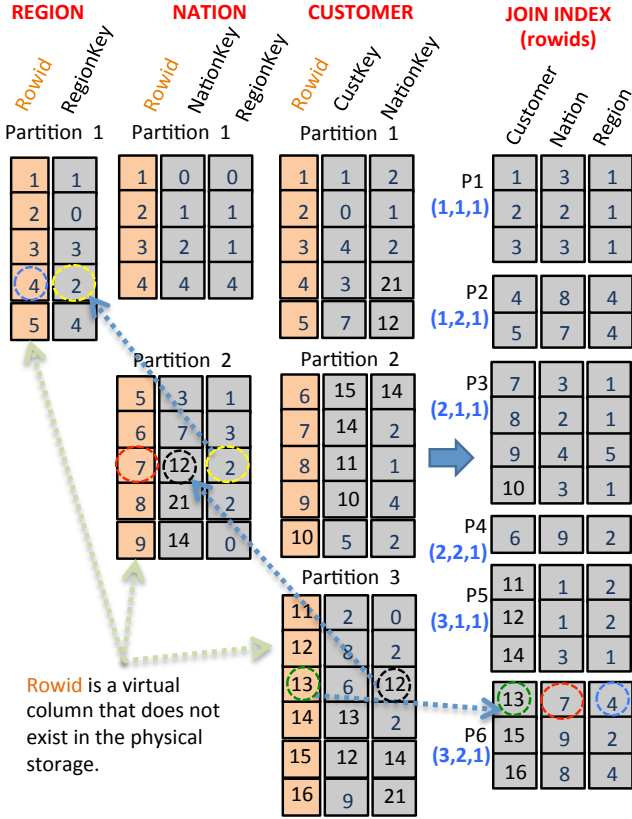 REGION NATION CUSTOMER JOIN INDEX
(rowids)
Rowid RegionKey Rowid NationKey RegionKey Rowid CustKey NationKey Customer Nation Region
Partition 1
1 1
2 0
3 3
4 2
5 4
Partition 1
1 0 0
2 1 1
3 2 1
4 4 4
Partition 2
5 3 1
6 7 3
7 12 2
8 21 2
9 14 0
Partition 1
1 1 2
2 0 1
3 4 2
4 3 21
5 7 12
Partition 2
6 15 14
7 14 2
8 11 1
9 10 4
10 5 2
Partition 3
11 2 0
12 8 2
13 6 12
14 13 2
15 12 14
16 9 21
P1
(1,1,1)
1 3 1
2 2 1
3 3 1
P2
(1,2,1)
4 8 4
5 7 4
P3
(2,1,1)
7 3 1
8 2 1
9 4 5
10 3 1
P4
(2,2,1)
6 9 2
P5
(3,1,1)
11 1 2
12 1 2
14 3 1
P6
(3,2,1)
13 7 4
15 9 2
16 8 4
Rowid is a virtual
column that does not
exist in the physical
storage.